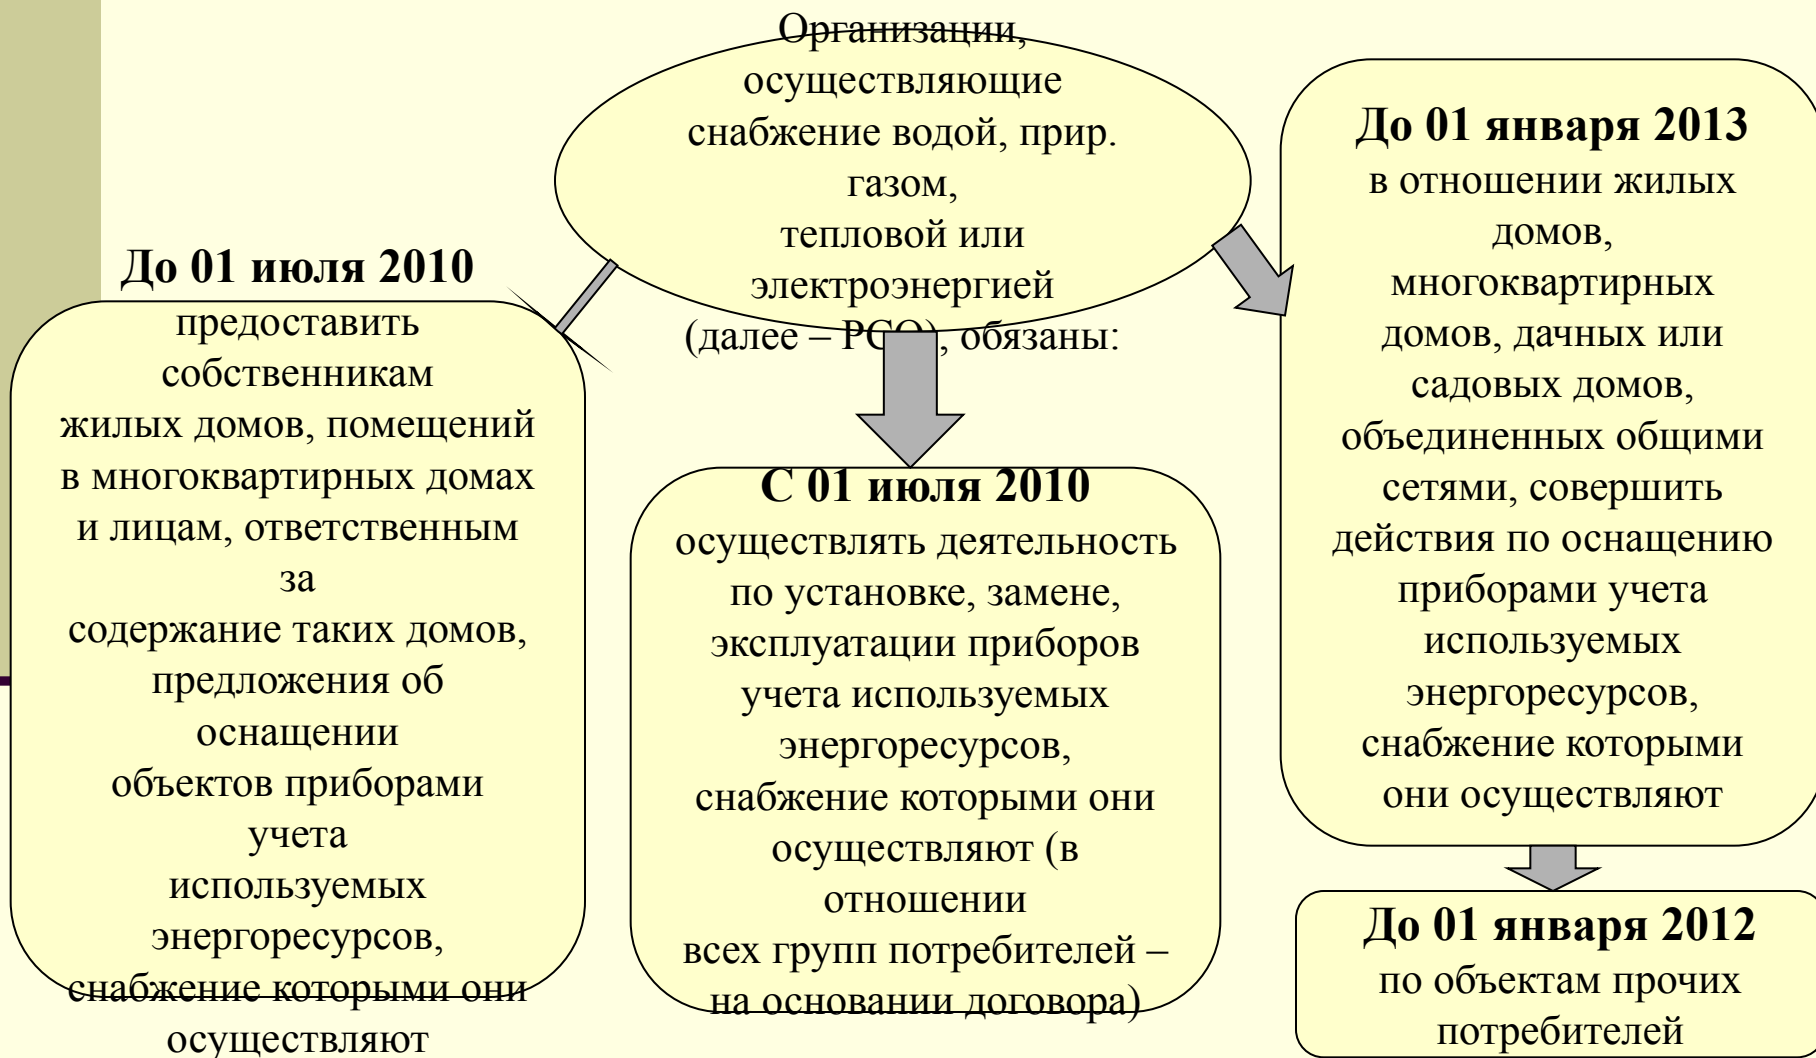 Организации,
осуществляющие
снабжение водой, прир.
газом,
тепловой или
электроэнергией
(далее – РСО), обязаны:
До 01 июля 2010
предоставить
собственникам
жилых домов, помещений
в многоквартирных домах
и лицам, ответственным
за
содержание таких домов,
предложения об
оснащении
объектов приборами
учета
используемых
энергоресурсов,
снабжение которыми они
осуществляют
С 01 июля 2010
осуществлять деятельность
по установке, замене,
эксплуатации приборов
учета используемых
энергоресурсов,
снабжение которыми они
осуществляют (в
отношении
всех групп потребителей –
на основании договора)
До 01 января 2013
в отношении жилых
домов,
многоквартирных
домов, дачных или
садовых домов,
объединенных общими
сетями, совершить
действия по оснащению
приборами учета
используемых
энергоресурсов,
снабжение которыми
они осуществляют
До 01 января 2012
по объектам прочих
потребителей